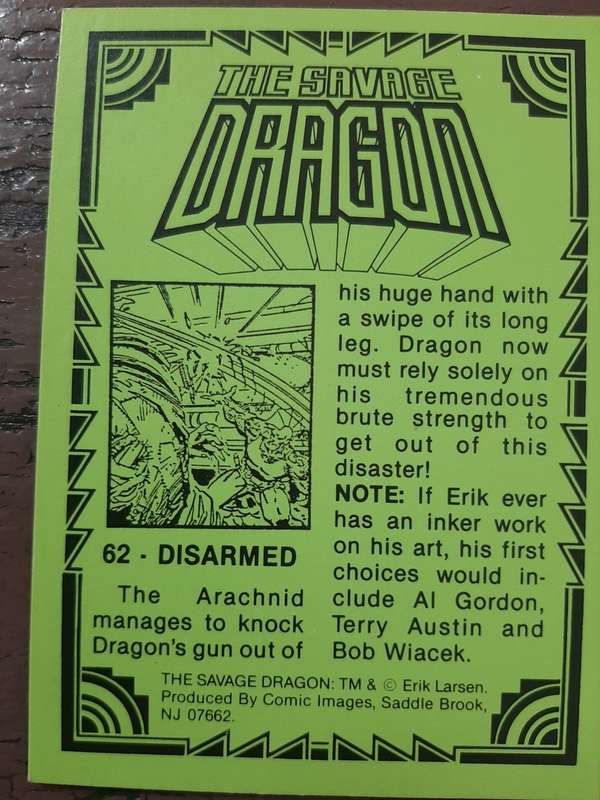 THE SAVAGE
DRAGON
62 - DISARMED
The Arachnid
manages to knock
Dragon's gun out of
his huge hand with
a swipe of its long
leg. Dragon now
must rely solely on
his tremendous
brute strength to
get out of this
disaster!
NOTE: If Erik ever
has an inker work
on his art, his first
choices would in-
clude Al Gordon,
Terry Austin and
Bob Wiacek.
THE SAVAGE DRAGON: TM & © Erik Larsen.
Produced By Comic Images, Saddle Brook,
NJ 07662.